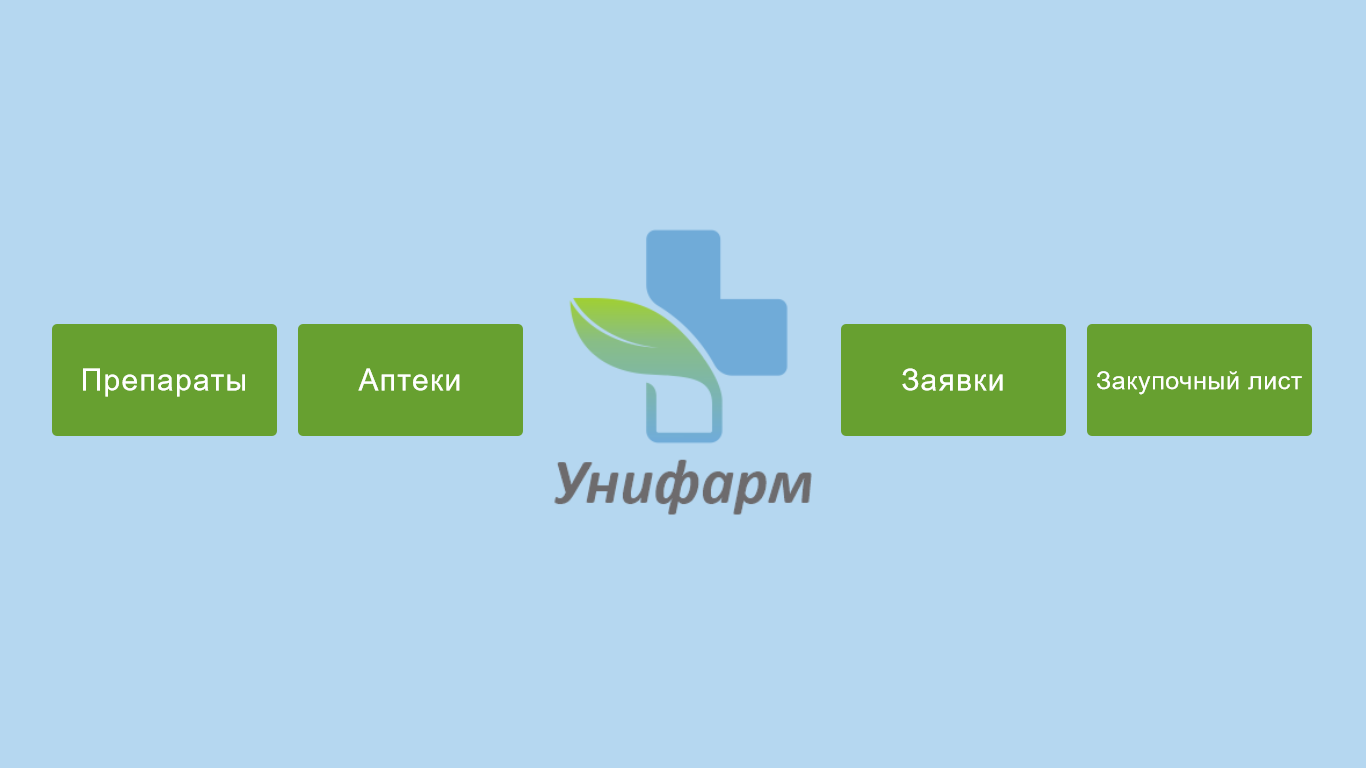 Препараты
Аптеки
Заявки
Закупочный лист
Унифарм